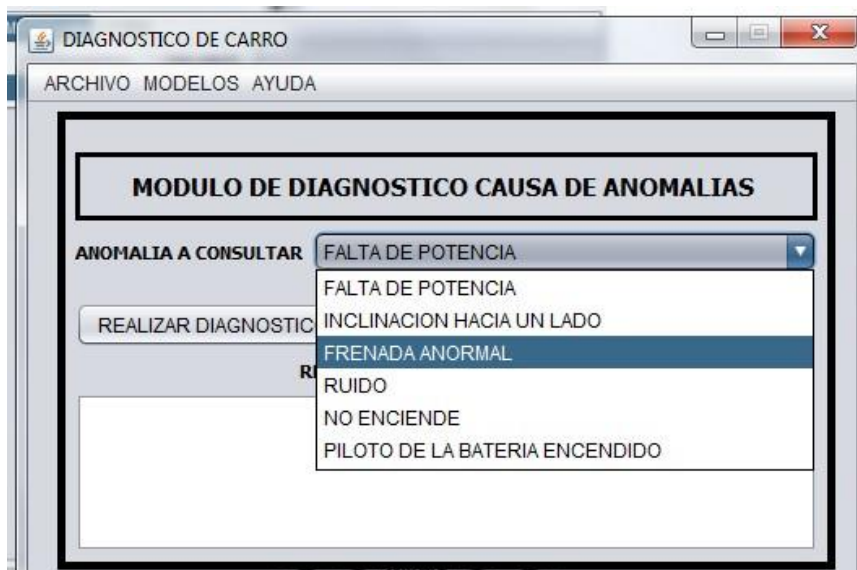 DIAGNOSTICO DE CARRO
ARCHIVO MODELOS AYUDA
MODULO DE DIAGNOSTICO CAUSA DE ANOMALIAS
ANOMALIA A CONSULTAR FALTA DE POTENCIA
FALTA DE POTENCIA
REALIZAR INCLINACION HACIA UN LADO
FRENADA ANORMAL
RUIDO
NO ENCIENDE
PILOTO DE LA BATERIA ENCENDIDO